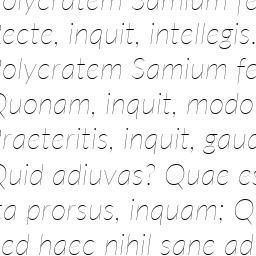 Polycratem Samium fe
Recte, inquit, intellegis.
Polycratem Samium fe
Quonam, inquit, modo
Praeteritis, inquit, gaud
Quid adiuvas? Quae es
ta prorsus, inquam; Q
sed haec nihil sane ad